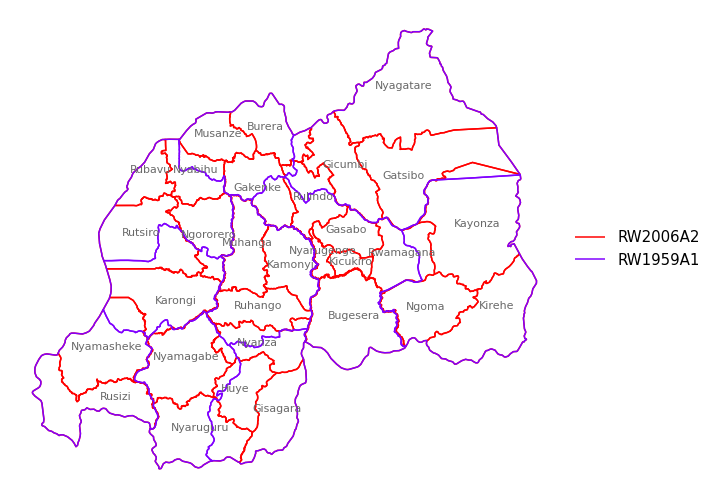 Nyagatare
Burera
Musanze
Gicumbi
Rubavu
Nyabihu
Gatsibo
Gakenke
Rulindo
Kayonza
Gasabo
Rutsiro
Ngororero
Muhanga
Nyarugenge
Rwamagana
Kicukiro
Kamonyi
RW2006A2
RW1959A1
Karongi
Ruhango
Ngoma
Kirehe
Bugesera
Nyamasheke
Nyanza
Nyamagabe
Rusizi
Huye
Gisagara
Nyaruguru